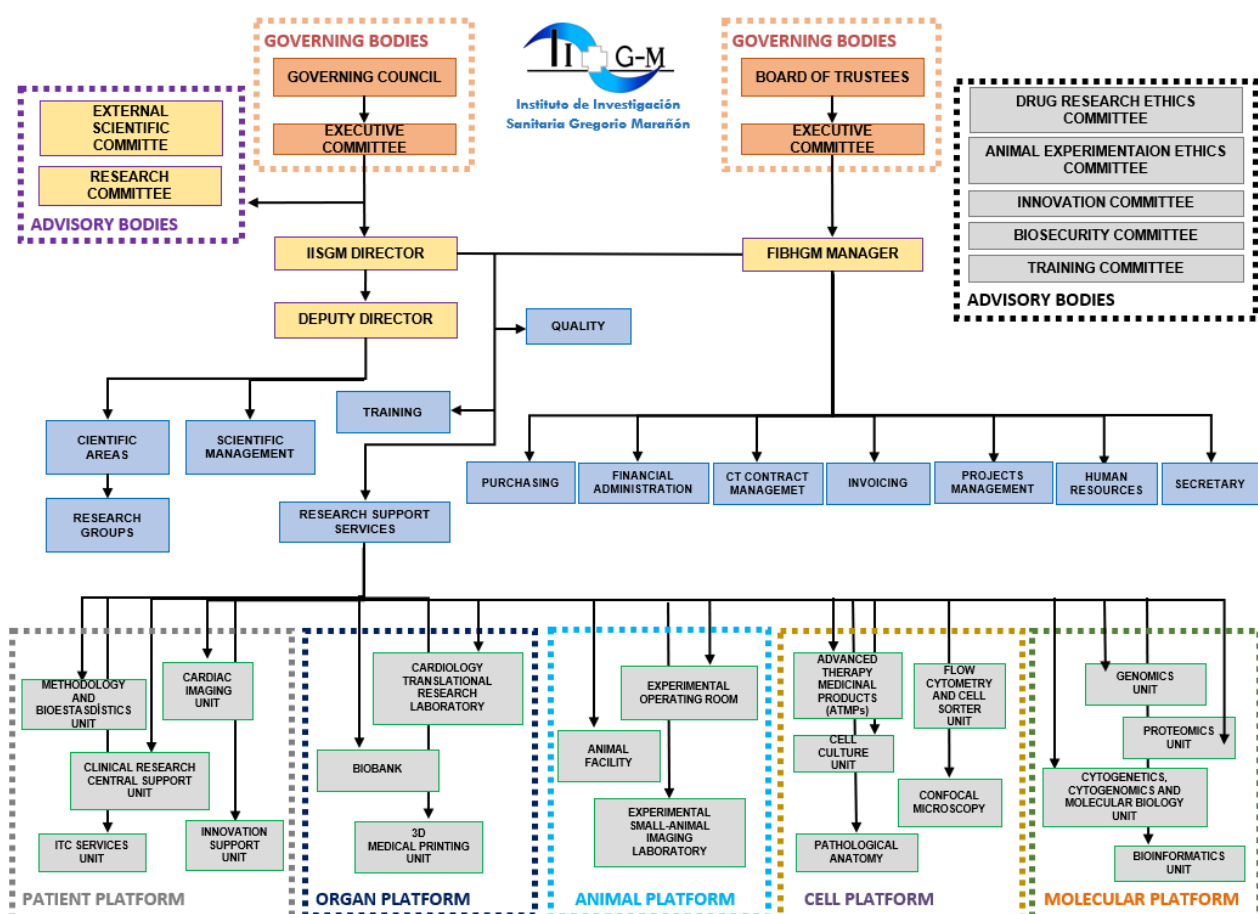 GOVERNING BODIES
GOVERNING COUNCIL
EXECUTIVE
COMMITTEE
II G-M
Instituto de Investigación
Sanitaria Gregorio Marañón
GOVERNING BODIES
BOARD OF TRUSTEES
EXECUTIVE
COMMITTEE
EXTERNAL
SCIENTIFIC
COMMITTE
RESEARCH
COMMITTEE
ADVISORY BODIES
DRUG RESEARCH ETHICS
COMMITTEE
ANIMAL EXPERIMENTAION ETHICS
COMMITTEE
INNOVATION COMMITTEE
BIOSECURITY COMMITTEE
TRAINING COMMITTEE
ADVISORY BODIES
IISGM DIRECTOR
FIBHGM MANAGER
DEPUTY DIRECTOR
QUALITY
TRAINING
CIENTIFIC
AREAS
SCIENTIFIC
MANAGEMENT
RESEARCH
GROUPS
RESEARCH SUPPORT
SERVICES
PURCHASING
FINANCIAL
ADMINISTRATION
CT CONTRACT
MANAGEMET
INVOICING
PROJECTS
MANAGEMENT
HUMAN
RESOURCES
SECRETARY
METHODOLOGY
AND
BIOESTASDÍSTICS
UNIT
CARDIAC
IMAGING
UNIT
CLINICAL RESEARCH
CENTRAL SUPPORT
UNIT
ITC SERVICES
UNIT
INNOVATION
SUPPORT
UNIT
PATIENT PLATFORM
CARDIOLOGY
TRANSLATIONAL
RESEARCH
LABORATORY
BIOBANK
3D
MEDICAL PRINTING
UNIT
ORGAN PLATFORM
EXPERIMENTAL
OPERATING ROOM
ANIMAL
FACILITY
EXPERIMENTAL
SMALL-ANIMAL
IMAGING
LABORATORY
ANIMAL PLATFORM
ADVANCED
THERAPY
MEDICINAL
PRODUCTS
(ATMPs)
FLOW
CYTOMETRY
AND CELL
SORTER
UNIT
CELL
CULTURE
UNIT
CONFOCAL
MICROSCOPY
PATHOLOGICAL
ANATOMY
CELL PLATFORM
GENOMICS
UNIT
PROTEOMICS
UNIT
CYTOGENETICS,
CYTOGENOMICS AND
MOLECULAR BIOLOGY
UNIT
BIOINFORMATICS
UNIT
MOLECULAR PLATFORM